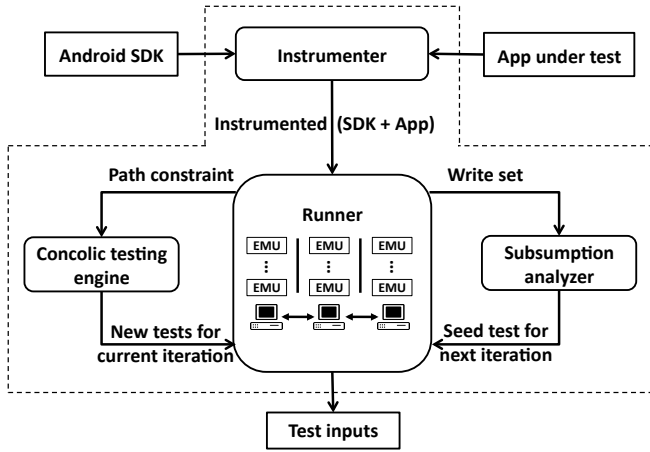 Android SDK
Instrumenter
App under test
Instrumented (SDK + App)
Path constraint
Write set
Runner
EMU EMU EMU
EMU EMU EMU
Concolic testing
engine
Subsumption
analyzer
New tests for
current iteration
Seed test for
next iteration
Test inputs